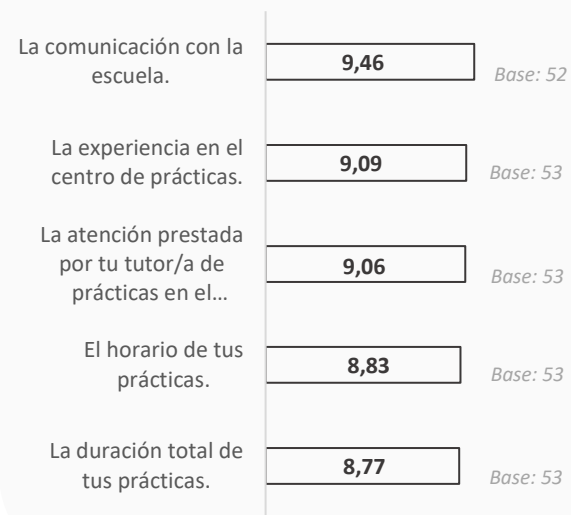 La comunicación con la
escuela.
9,46
Base: 52
La experiencia en el
centro de prácticas.
9,09
Base: 53
La atención prestada
por tu tutor/a de
prácticas en el...
9,06
Base: 53
El horario de tus
prácticas.
8,83
Base: 53
La duración total de
tus prácticas.
8,77
Base: 53